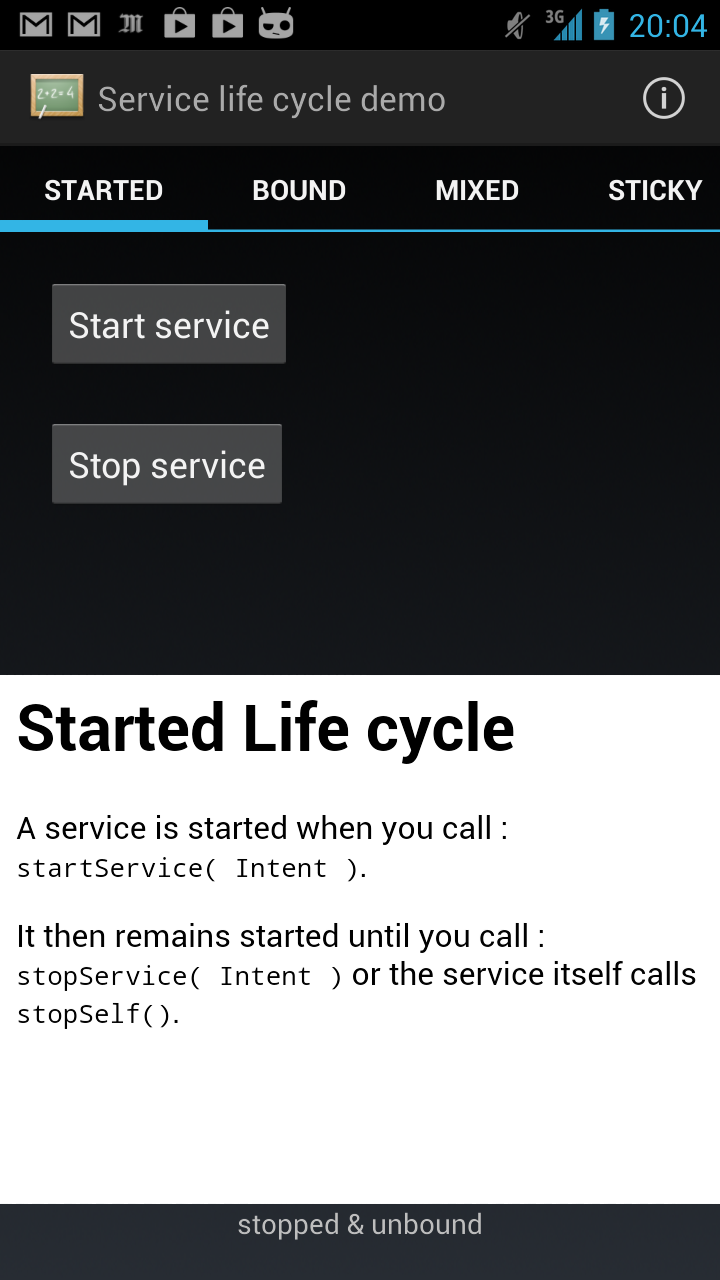 3G 20:04
2+2=4 Service life cycle demo
STARTED BOUND MIXED STICKY
Start service
Stop service
Started Life cycle
A service is started when you call :
startService( Intent ).
It then remains started until you call :
stopService( Intent ) or the service itself calls
stopSelf().
stopped & unbound